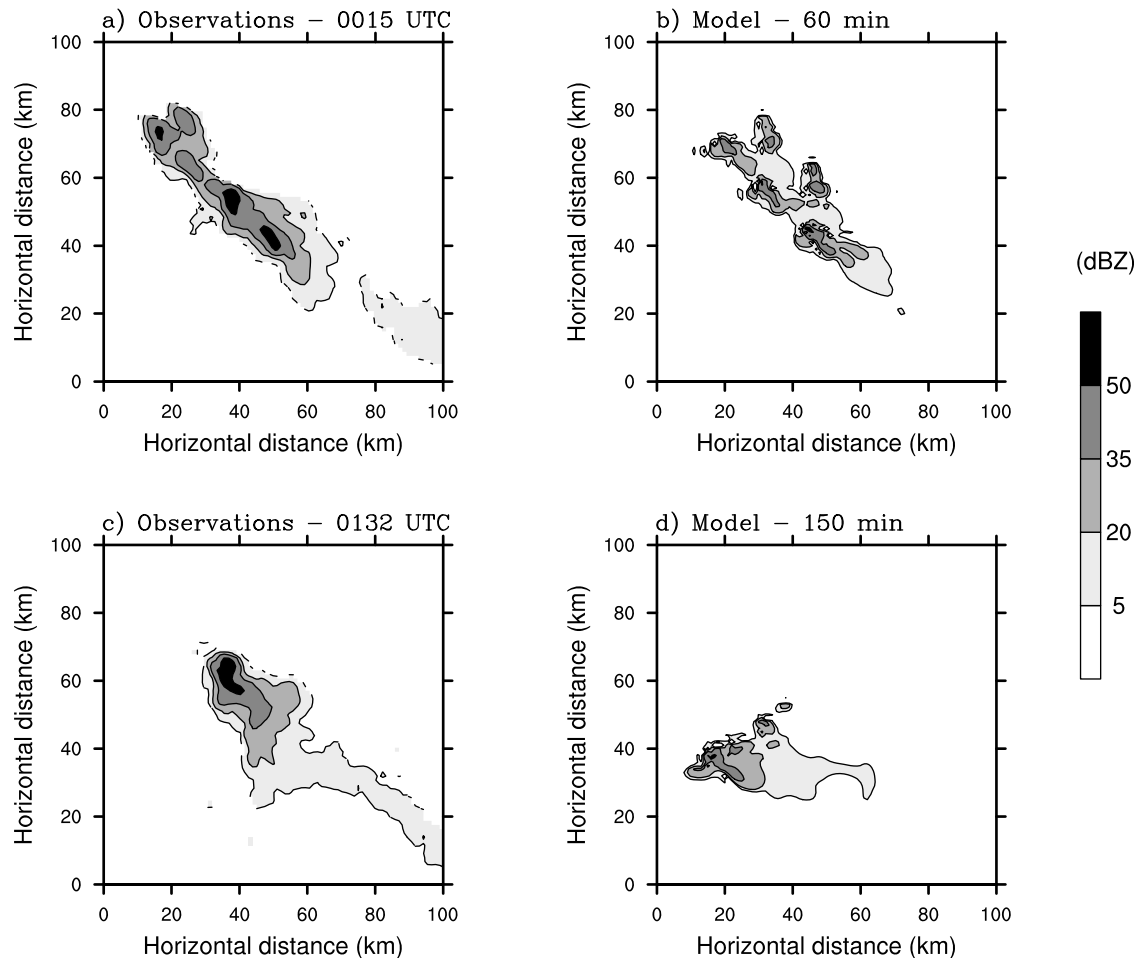 a) Observations – 0015 UTC
100
80
60
40
20
0
Horizontal distance (km)
0 20 40 60 80 100
Horizontal distance (km)
b) Model – 60 min
100
80
60
40
20
0
Horizontal distance (km)
0 20 40 60 80 100
Horizontal distance (km)
(dBZ)
50
35
20
5
c) Observations – 0132 UTC
100
80
60
40
20
0
Horizontal distance (km)
0 20 40 60 80 100
Horizontal distance (km)
d) Model – 150 min
100
80
60
40
20
0
Horizontal distance (km)
0 20 40 60 80 100
Horizontal distance (km)